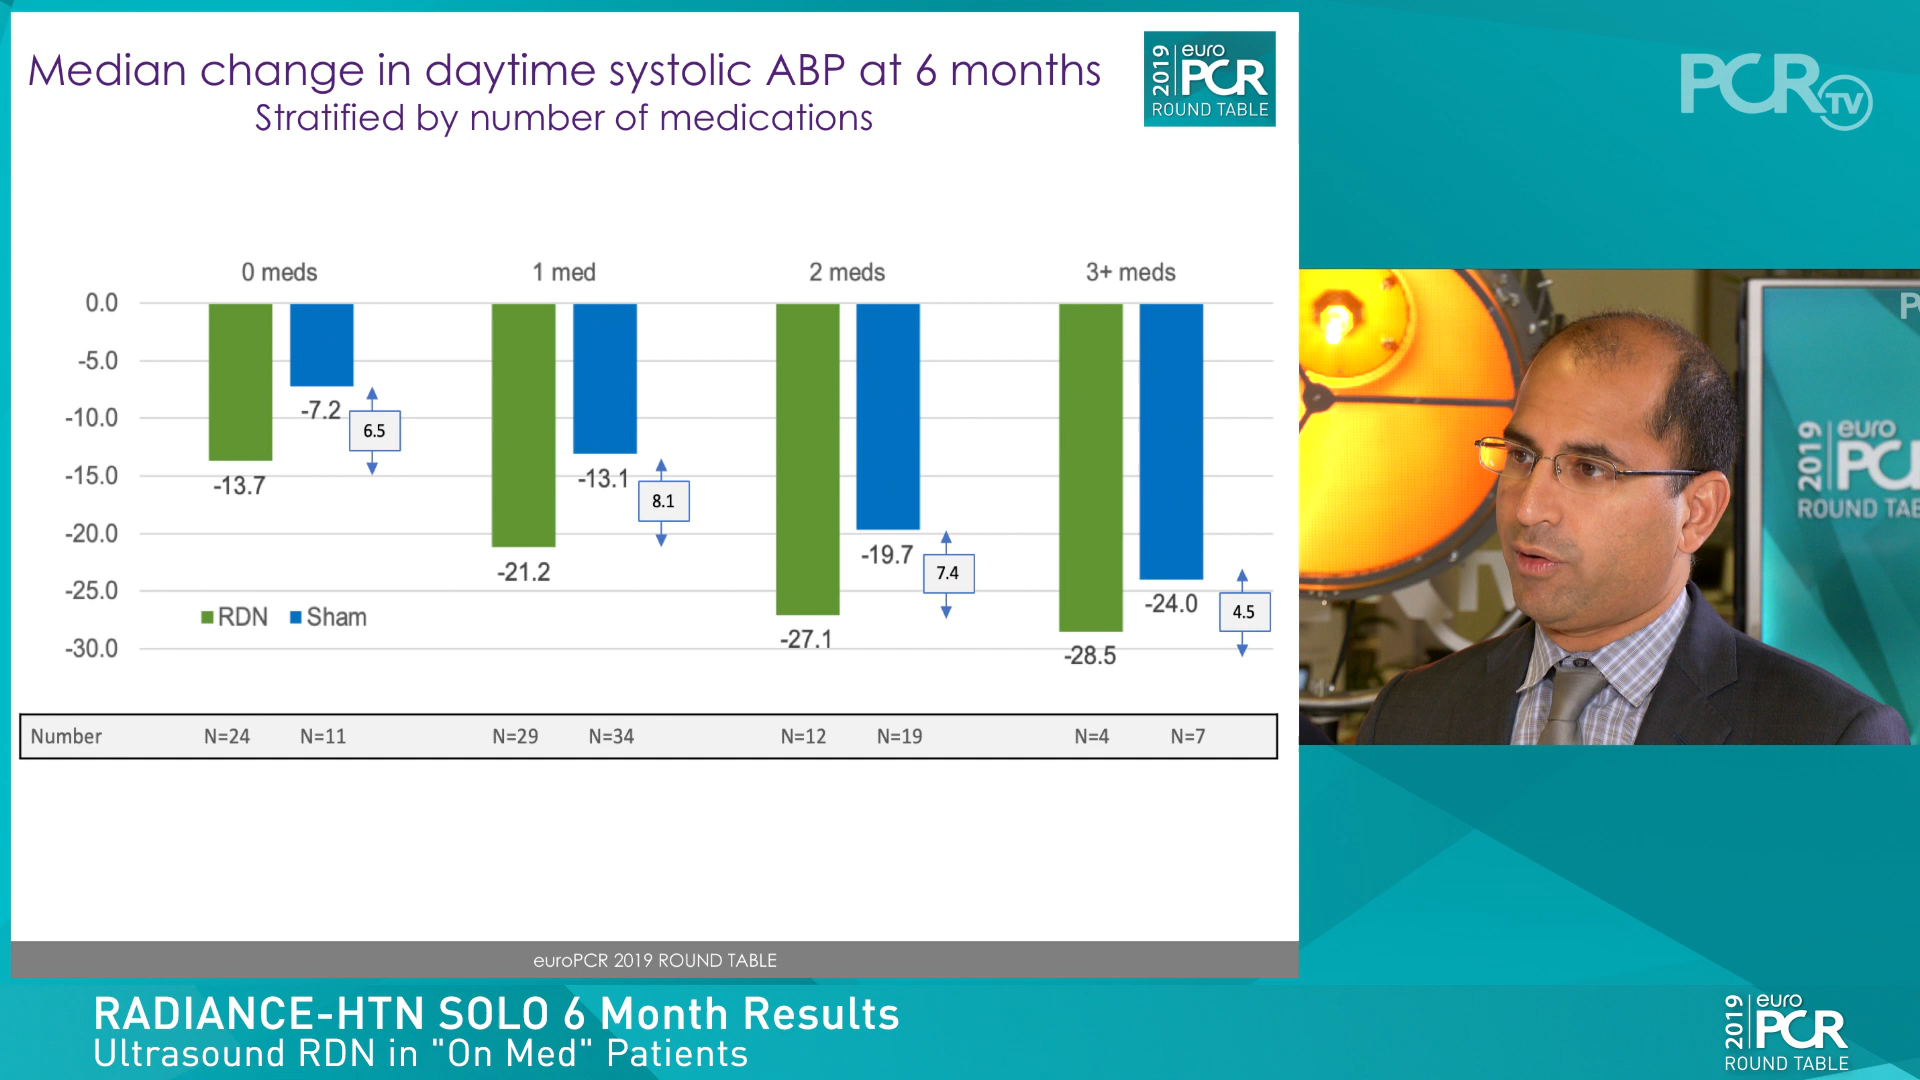 Median change in daytime systolic ABP at 6 months
Stratified by number of medications
2019 euro PCR
ROUND TABLE
PCR TV
0 meds 1 med 2 meds 3+ meds
0.0
-5.0
-10.0
-15.0
-20.0
-25.0
-30.0
-13.7 -7.2 6.5
-21.2 -13.1 8.1
-27.1 -19.7 7.4
-28.5 -24.0 4.5
RDN Sham
Number N=24 N=11 N=29 N=34 N=12 N=19 N=4 N=7
euroPCR 2019 ROUND TABLE
2019 euro
ROUND
RADIANCE-HTN SOLO 6 Month Results
Ultrasound RDN in "On Med" Patients
2019 euro PCR
ROUND TABLE